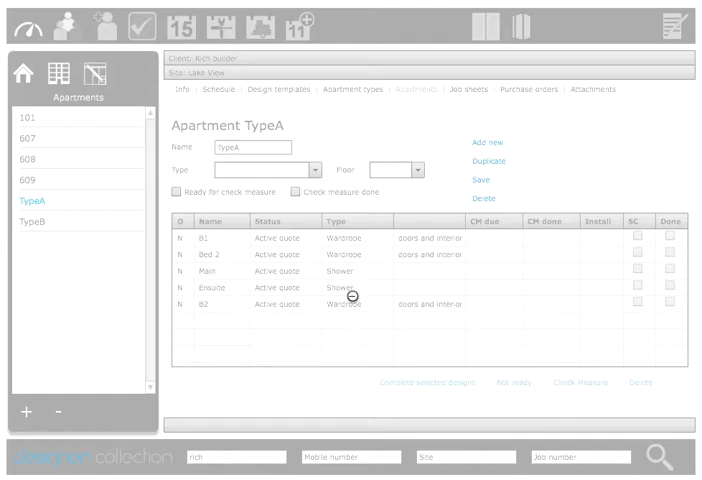 15
11
Client: Rich builder
Site: Lake View
Info | Schedule | Design templates | Apartment types | Apartments | Job sheets | Purchase orders | Attachments
Apartments
101
607
608
609
TypeA
TypeB
+ -
Apartment TypeA
Name TypeA
Type Floor
Ready for check measure Check measure done
Add new
Duplicate
Save
Delete
O Name Status Type CM due CM done Install SC Done
N B1 Active quote Wardrobe doors and interior
N Bed 2 Active quote Wardrobe doors and interior
N Main Active quote Shower
N Ensuite Active quote Shower
N B2 Active quote Wardrobe doors and interior
Complete selected designs Not ready Check Measure Delete
collection rich Mobile number Site Job number